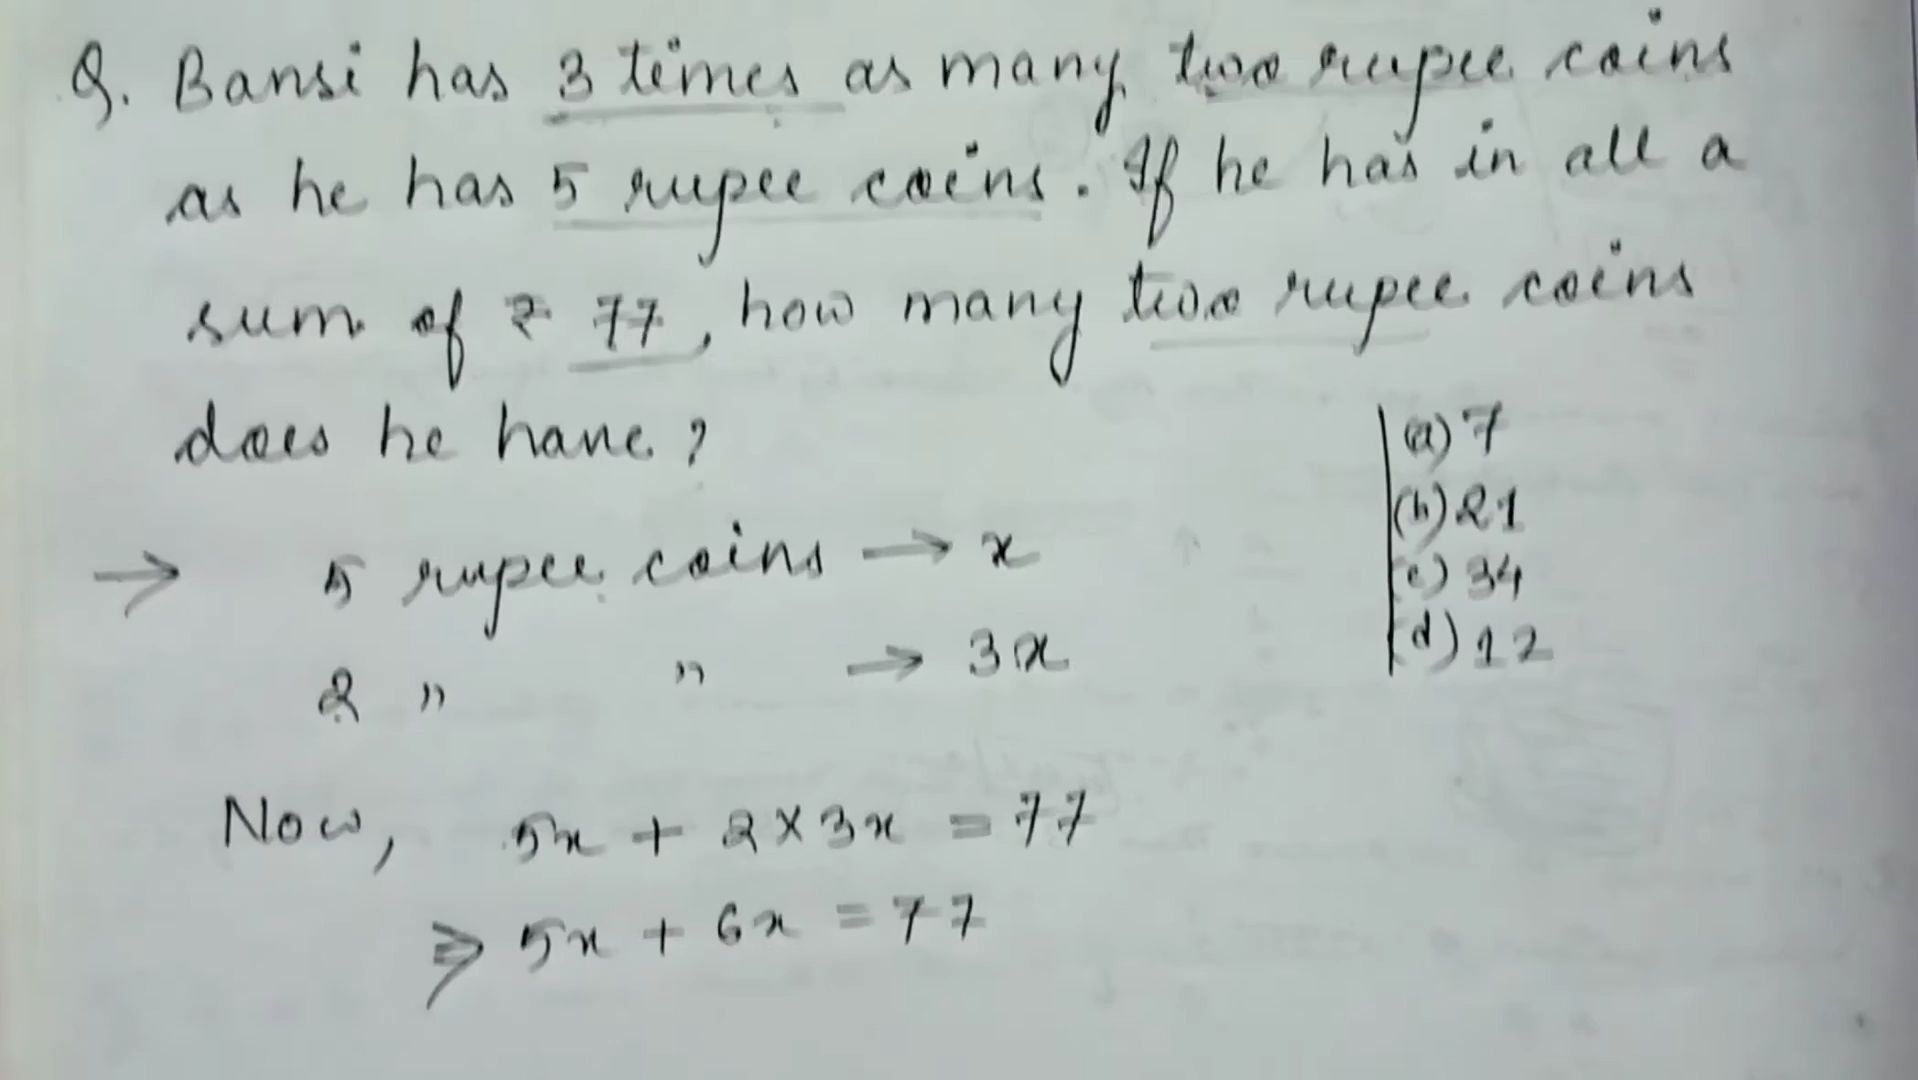 Q. Bansi has 3 times as many two rupee coins
as he has 5 rupee coins. If he has in all a
sum of ₹ 77, how many two rupee coins
does he have?
(a) 7
(b) 21
(c) 34
(d) 12
→ 5 rupee coins → x
2 " " → 3x
Now, 5x + 2×3x = 77
⇒ 5x + 6x = 77